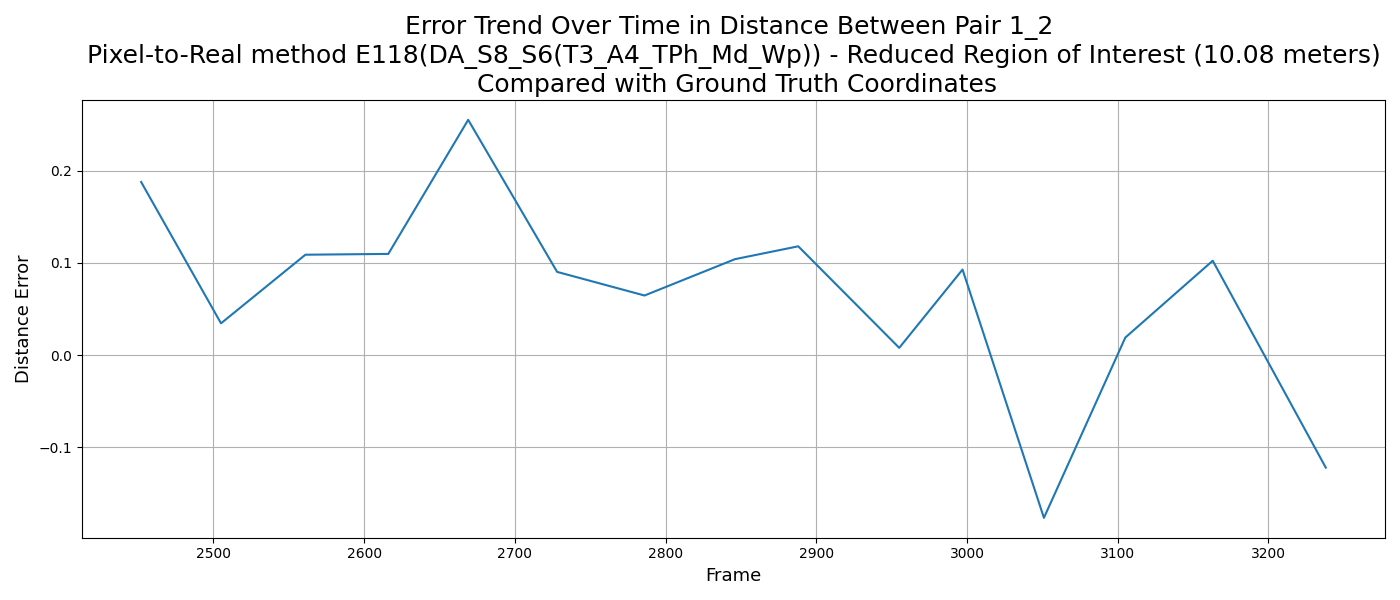 Error Trend Over Time in Distance Between Pair 1_2
Pixel-to-Real method E118(DA_S8_S6(T3_A4_TPh_Md_Wp)) - Reduced Region of Interest (10.08 meters)
Compared with Ground Truth Coordinates
0.2
0.1
0.0
−0.1
Distance Error
2500 2600 2700 2800 2900 3000 3100 3200
Frame